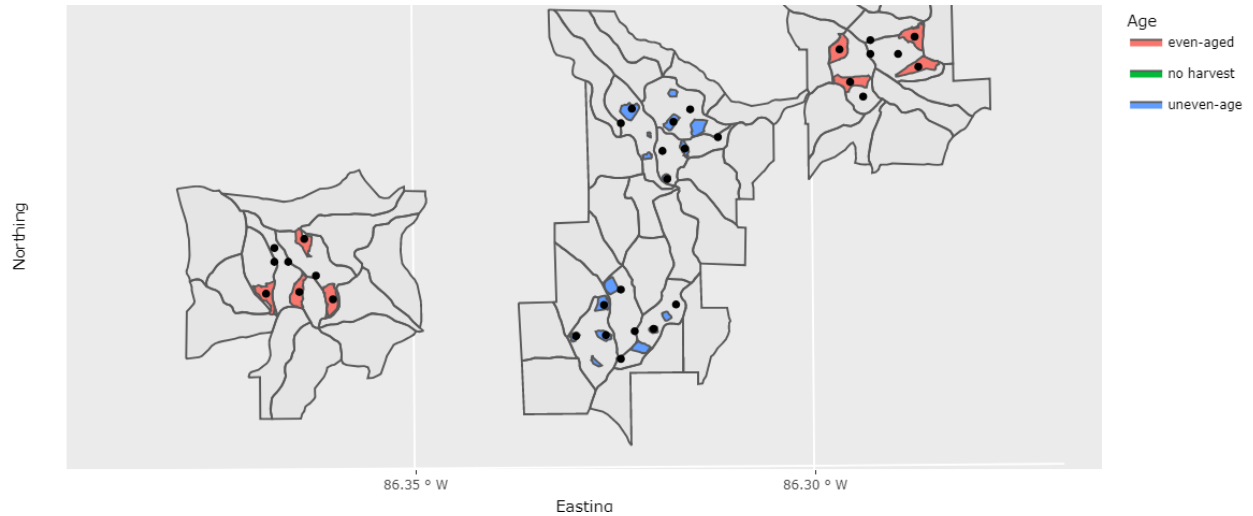 Age
even-aged
no harvest
uneven-age
Northing
86.35 ° W
86.30 ° W
Easting